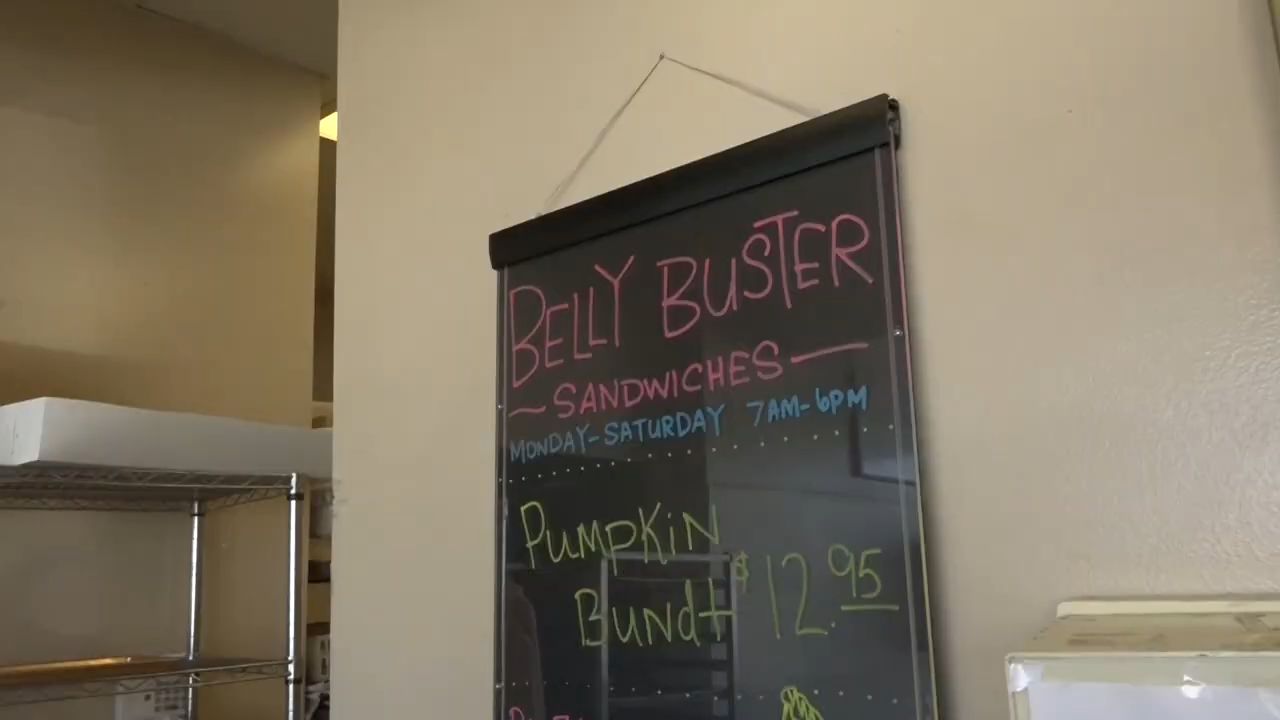 BELLY BUSTER
— SANDWICHES —
MONDAY-SATURDAY 7AM-6PM
PUMPKiN
BUNdt $12.95